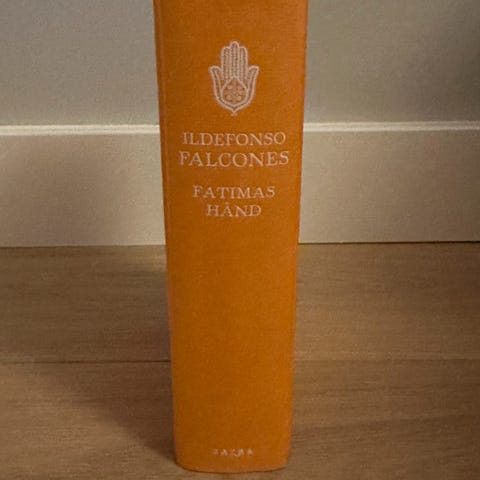 ILDEFONSO
FALCONES
FATIMAS
HÅND